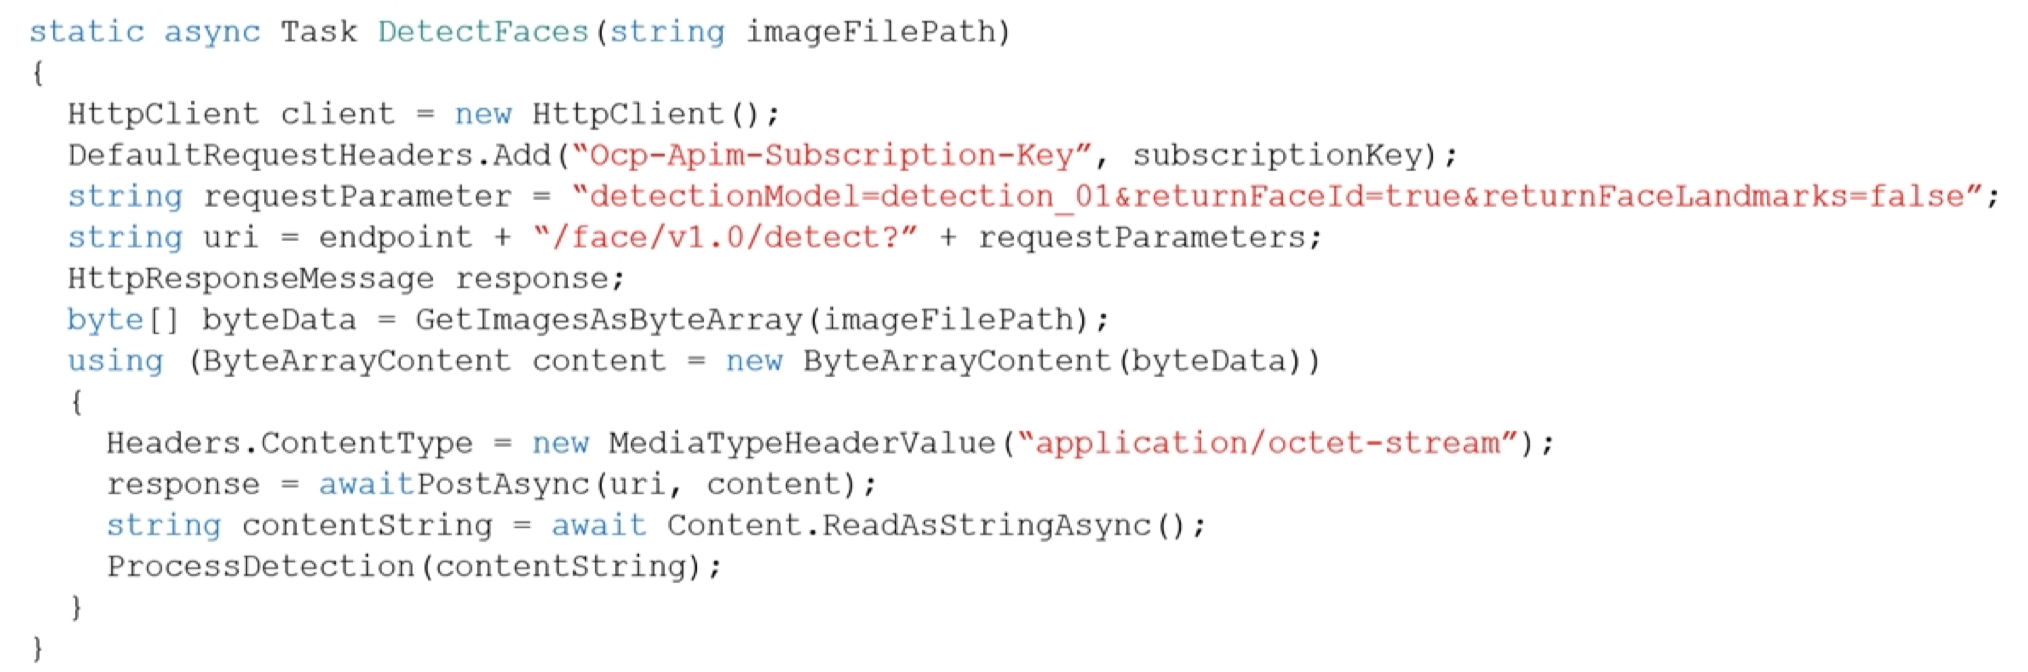 static async Task DetectFaces(string imageFilePath)
{
HttpClient client = new HttpClient();
DefaultRequestHeaders.Add(“Ocp-Apim-Subscription-Key”, subscriptionKey);
string requestParameter = “detectionModel=detection_01&returnFaceId=true&returnFaceLandmarks=false”;
string uri = endpoint + “/face/v1.0/detect?” + requestParameters;
HttpResponseMessage response;
byte[] byteData = GetImagesAsByteArray(imageFilePath);
using (ByteArrayContent content = new ByteArrayContent(byteData))
{
Headers.ContentType = new MediaTypeHeaderValue(“application/octet-stream”);
response = awaitPostAsync(uri, content);
string contentString = await Content.ReadAsStringAsync();
ProcessDetection(contentString);
}
}